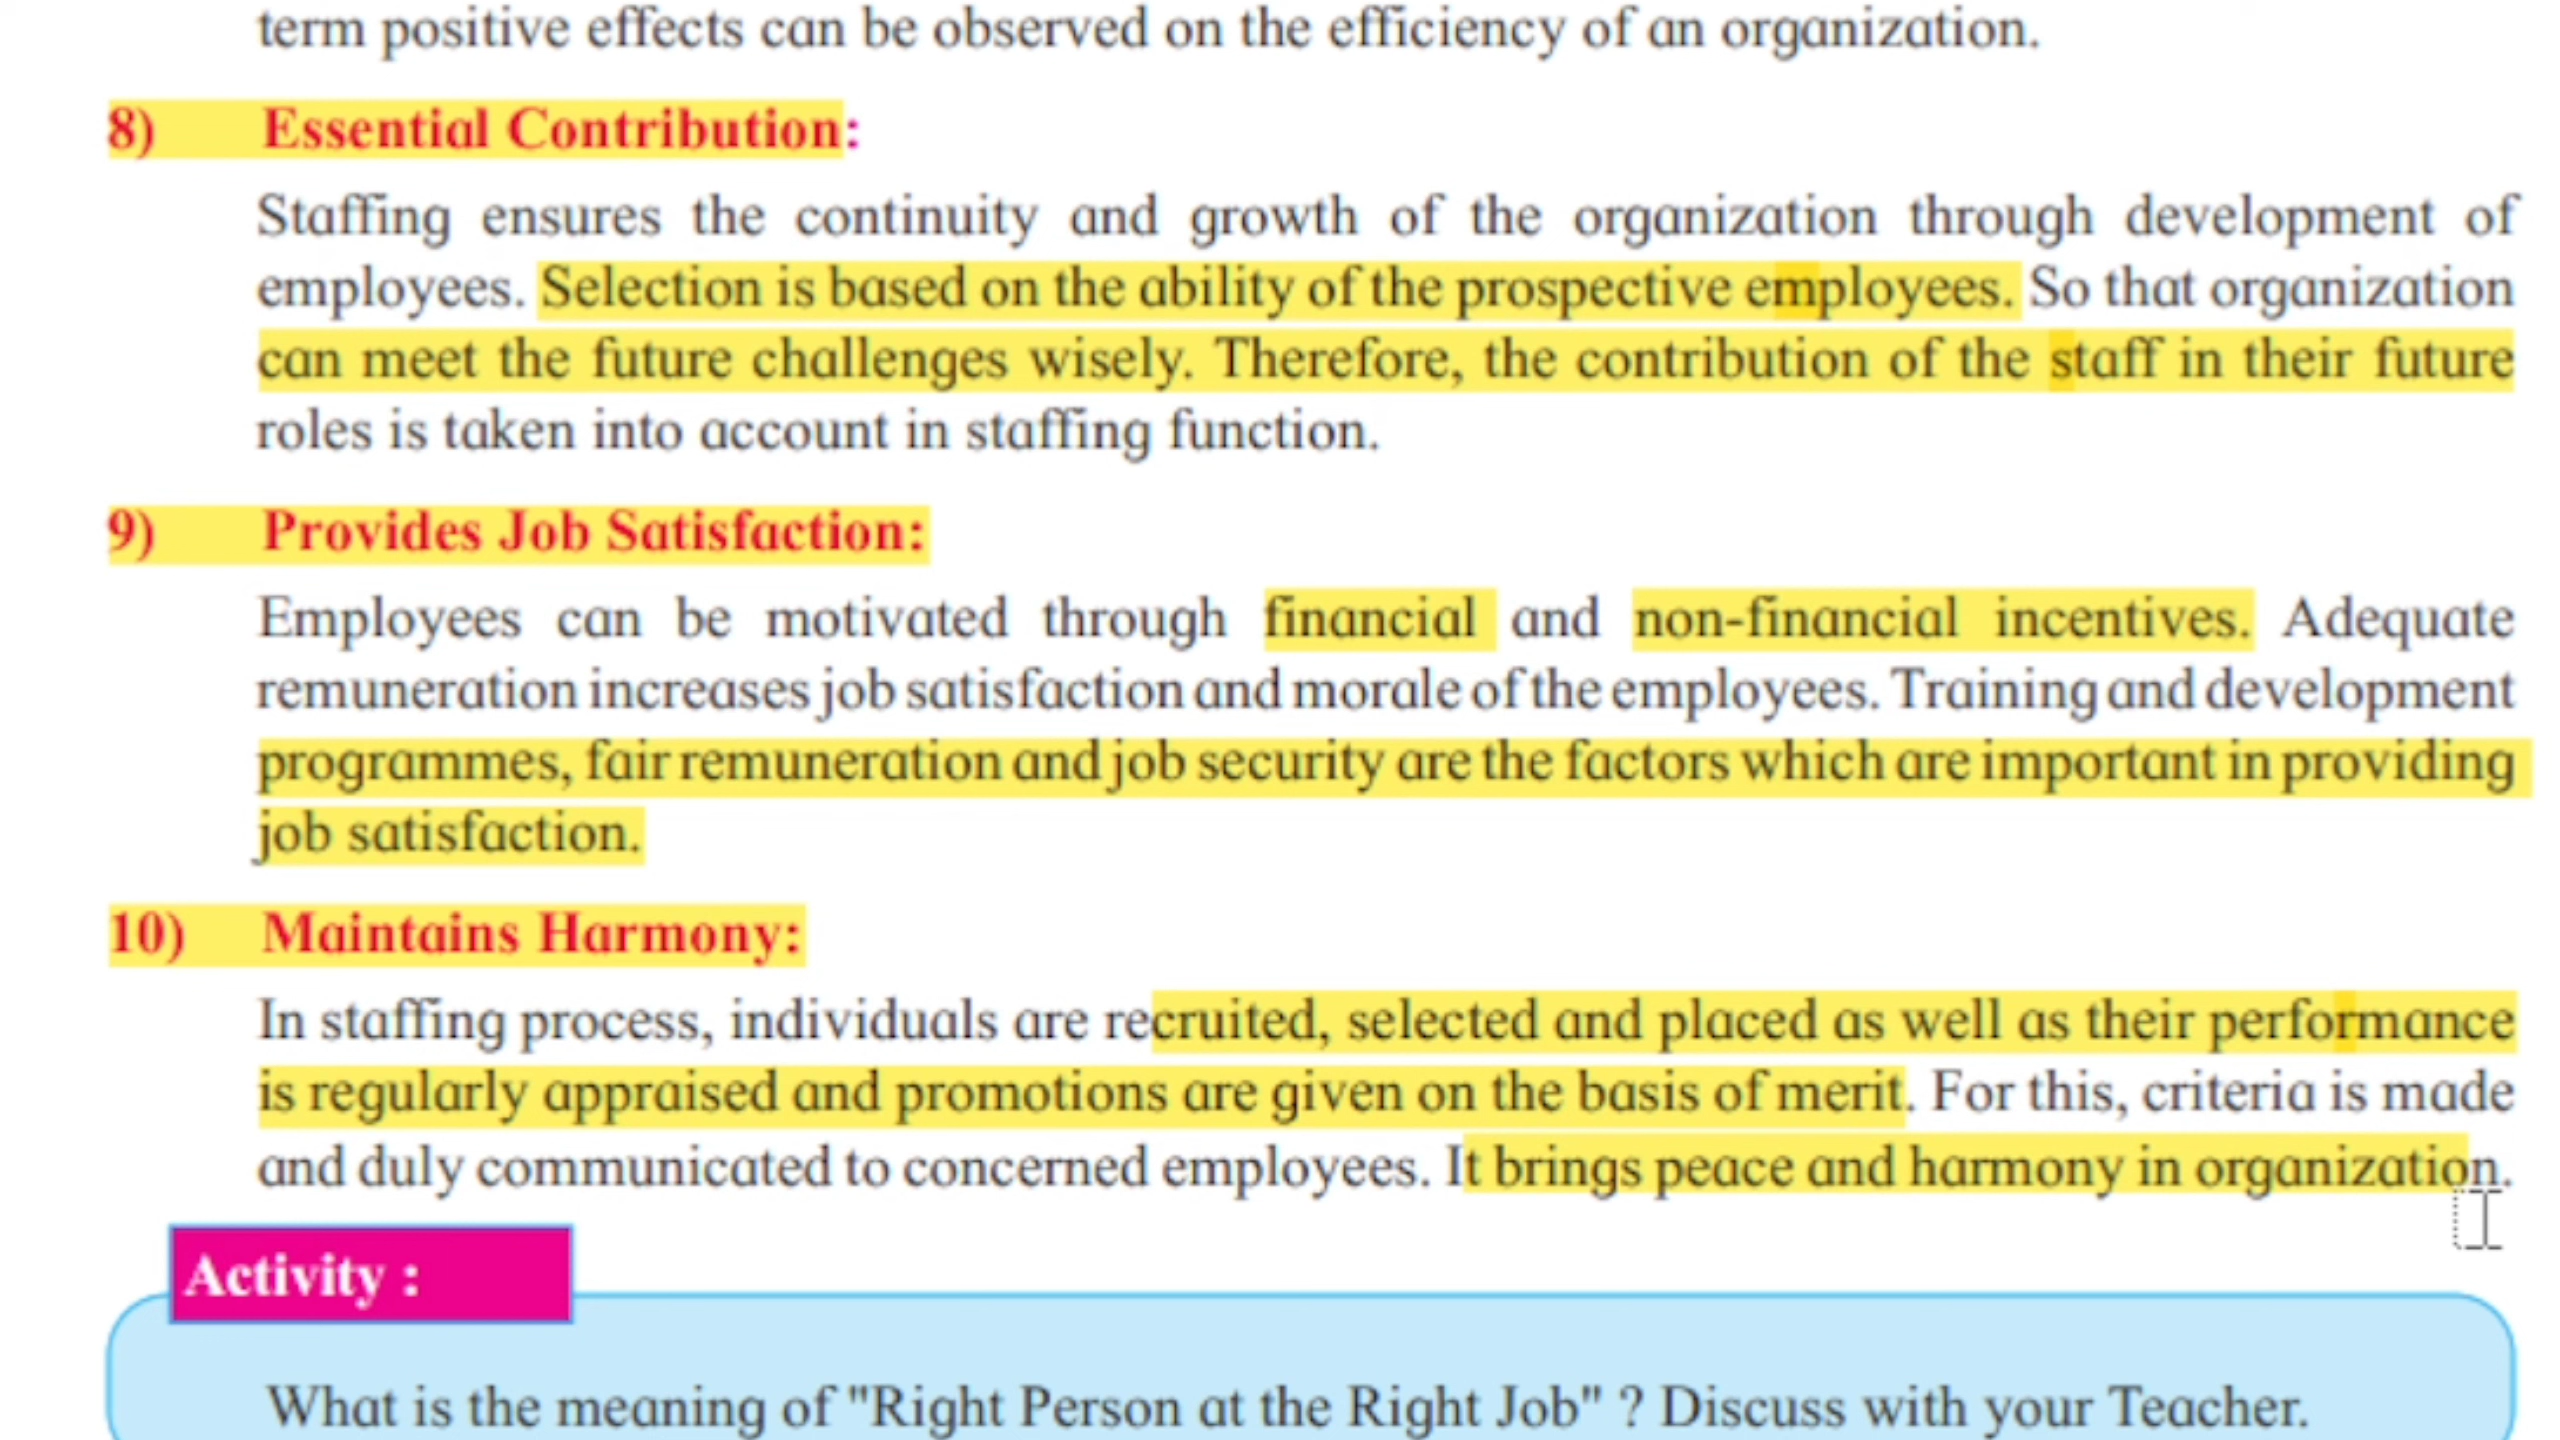 term positive effects can be observed on the efficiency of an organization.
8) Essential Contribution:
Staffing ensures the continuity and growth of the organization through development of
employees. Selection is based on the ability of the prospective employees. So that organization
can meet the future challenges wisely. Therefore, the contribution of the staff in their future
roles is taken into account in staffing function.
9) Provides Job Satisfaction:
Employees can be motivated through financial and non-financial incentives. Adequate
remuneration increases job satisfaction and morale of the employees. Training and development
programmes, fair remuneration and job security are the factors which are important in providing
job satisfaction.
10) Maintains Harmony:
In staffing process, individuals are recruited, selected and placed as well as their performance
is regularly appraised and promotions are given on the basis of merit. For this, criteria is made
and duly communicated to concerned employees. It brings peace and harmony in organization.
Activity :
What is the meaning of "Right Person at the Right Job" ? Discuss with your Teacher.